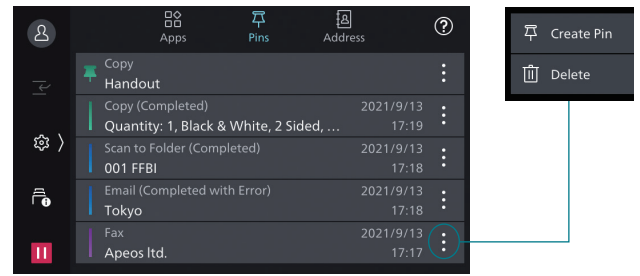 Apps
Pins
Address
?
Copy
Handout
Copy (Completed)
2021/9/13
Quantity: 1, Black & White, 2 Sided, ...
17:19
Scan to Folder (Completed)
2021/9/13
001 FFBI
17:18
Email (Completed with Error)
2021/9/13
Tokyo
17:18
Fax
2021/9/13
Apeos ltd.
17:17
Create Pin
Delete